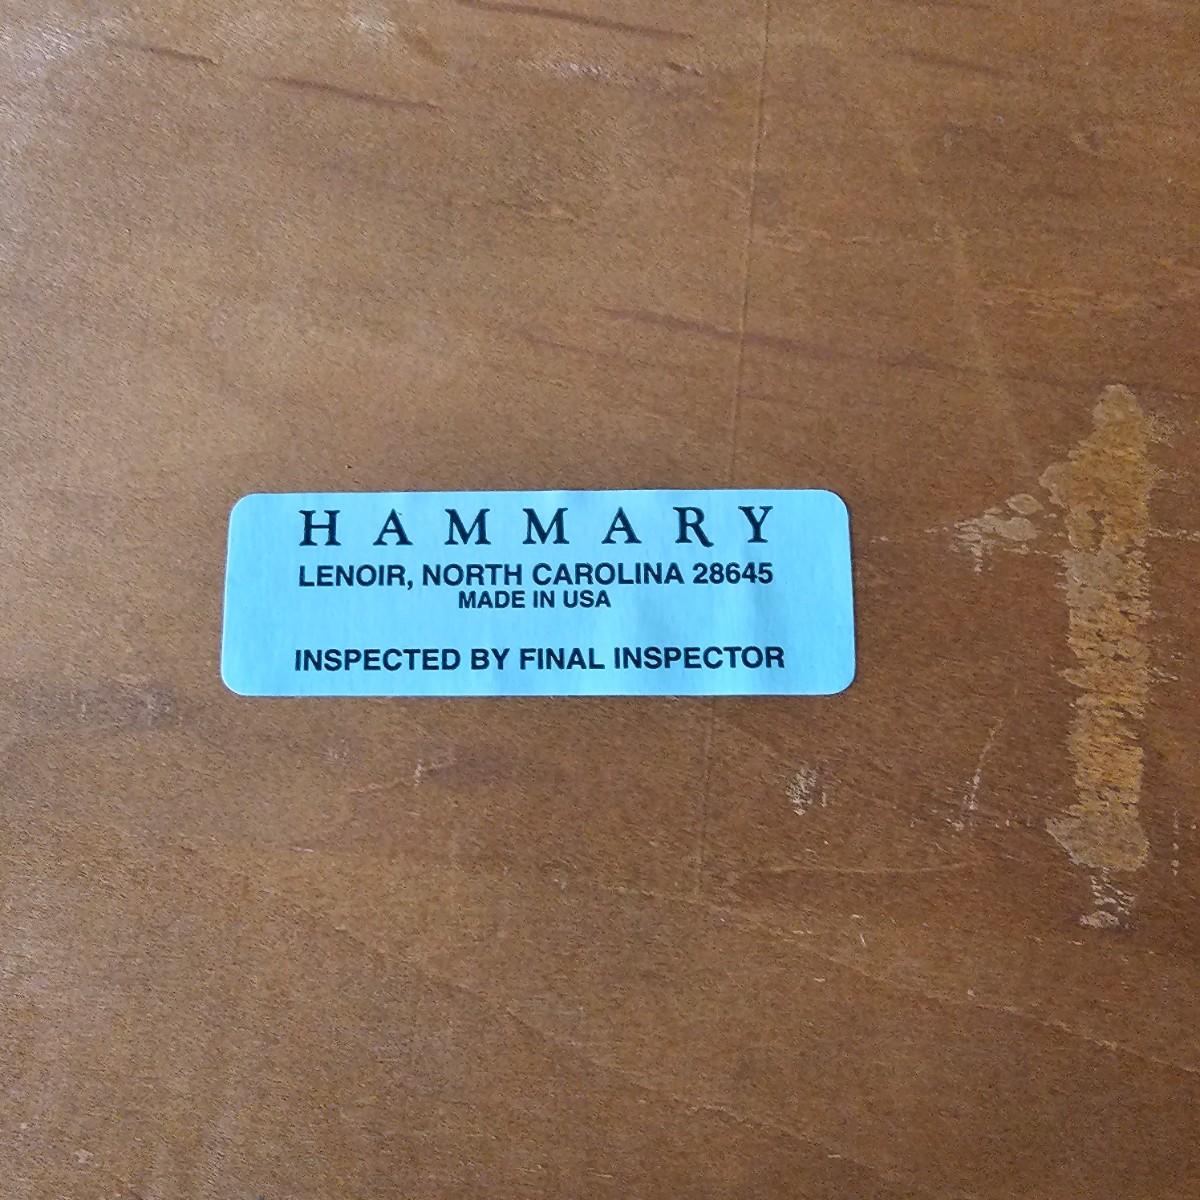 HAMMARY
LENOIR, NORTH CAROLINA 28645
MADE IN USA
INSPECTED BY FINAL INSPECTOR